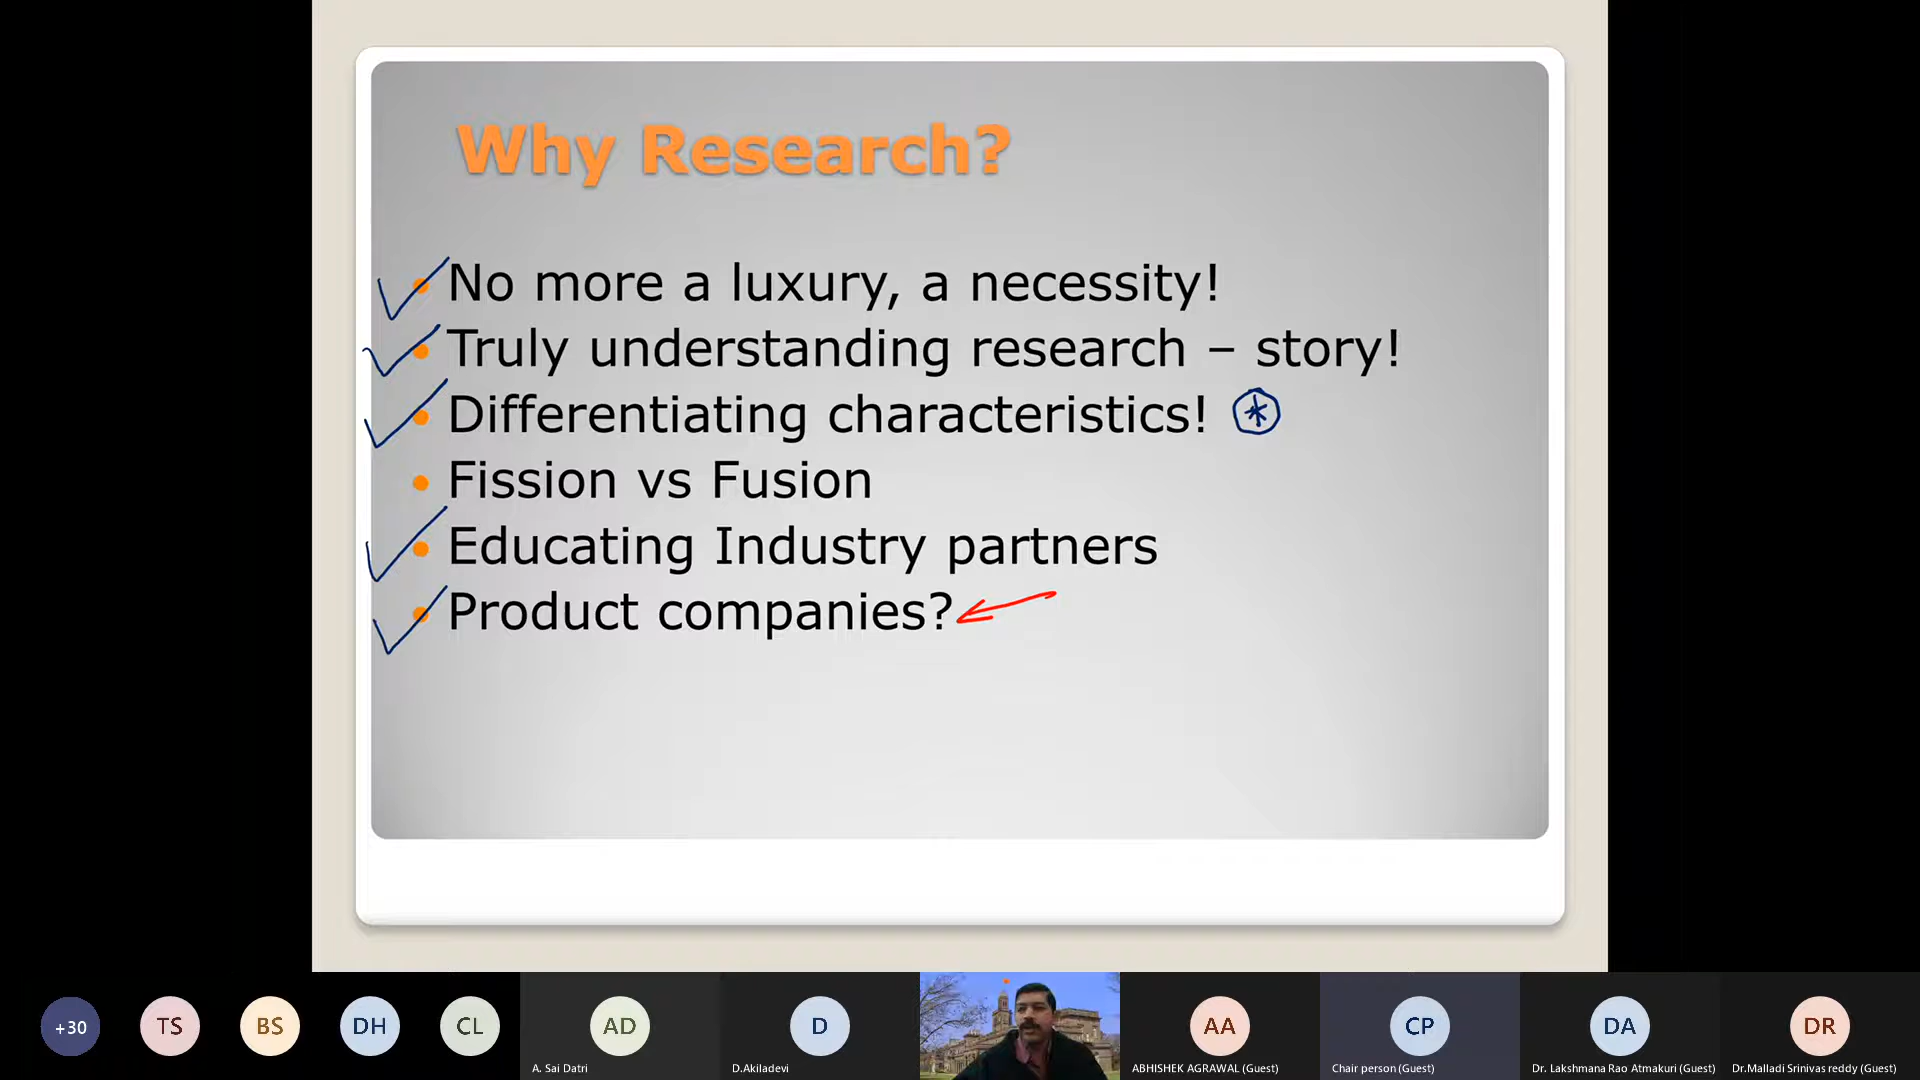 Why Research?
No more a luxury, a necessity!
Truly understanding research – story!
Differentiating characteristics! *
Fission vs Fusion
Educating Industry partners
Product companies?
+30
TS
BS
DH
CL
AD
A. Sai Datri
D
D.Akiladevi
AA
ABHISHEK AGRAWAL (Guest)
CP
Chair person (Guest)
DA
Dr. Lakshmana Rao Atmakuri (Guest)
DR
Dr.Malladi Srinivas reddy (Guest)